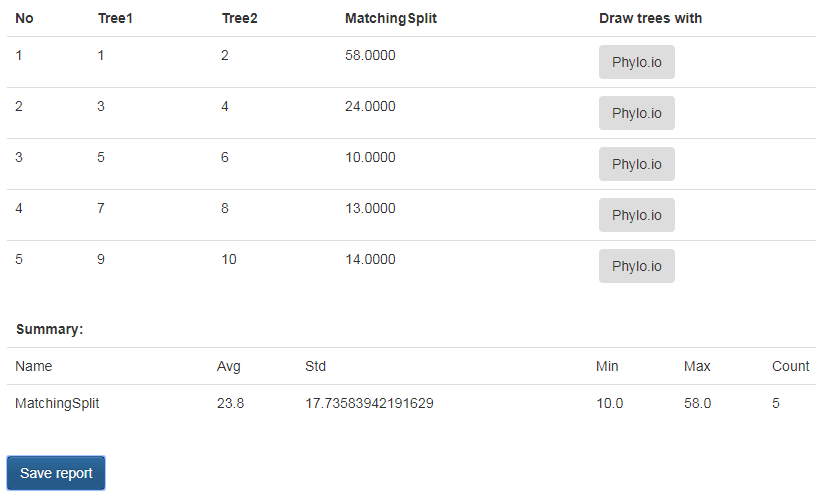 No Tree1 Tree2 MatchingSplit Draw trees with
1 1 2 58.0000 Phylo.io
2 3 4 24.0000 Phylo.io
3 5 6 10.0000 Phylo.io
4 7 8 13.0000 Phylo.io
5 9 10 14.0000 Phylo.io
Summary:
Name Avg Std Min Max Count
MatchingSplit 23.8 17.73583942191629 10.0 58.0 5
Save report